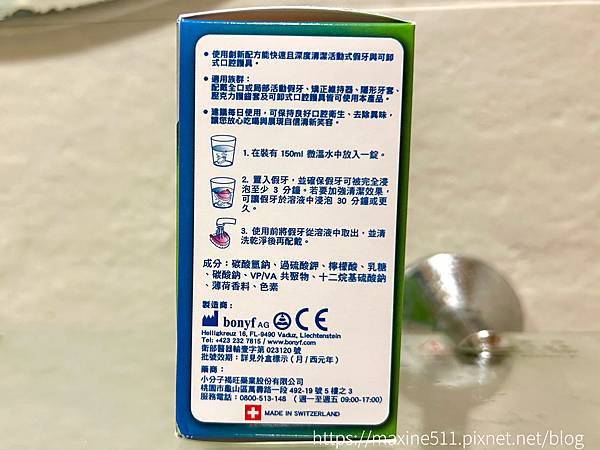 • 使用創新配方能快速且深度清潔活動式假牙與可卸
式口腔護具。
• 適用族群：
配戴全口或局部活動假牙、矯正維持器、隱形牙套、
壓克力護齒套及可卸式口腔護具皆可使用本產品。
• 建議每日使用，可保持良好口腔衛生、去除異味，
讓您放心吃喝與展現自信清新笑容。
1. 在裝有 150ml 微溫水中放入一錠。
2. 置入假牙，並確保假牙可被完全浸
泡至少 3 分鐘。若要加強清潔效果，
可讓假牙於溶液中浸泡 30 分鐘或更
久。
3. 使用前將假牙從溶液中取出，並清
洗乾淨後再配戴。
成分：碳酸氫鈉、過硫酸鉀、檸檬酸、乳糖
、碳酸鈉、VP/VA 共聚物、十二烷基硫酸鈉
、薄荷香料、色素
製造商：
bonyf AG CE
Heiligkreuz 16, FL-9490 Vaduz, Liechtenstein
Tel: +423 232 7815 / www.bonyf.com
衛部醫器輸壹字第 023120 號
批號效期：詳見外盒標示（月 / 西元年）
藥商：
小分子褐旺藥業股份有限公司
桃園市龜山區萬壽路一段 492-19 號 5 樓之 3
服務電話：0800-513-148 （週一至週五 09:00-17:00）
MADE IN SWITZERLAND
https://maxine511.pixnet.net/blog